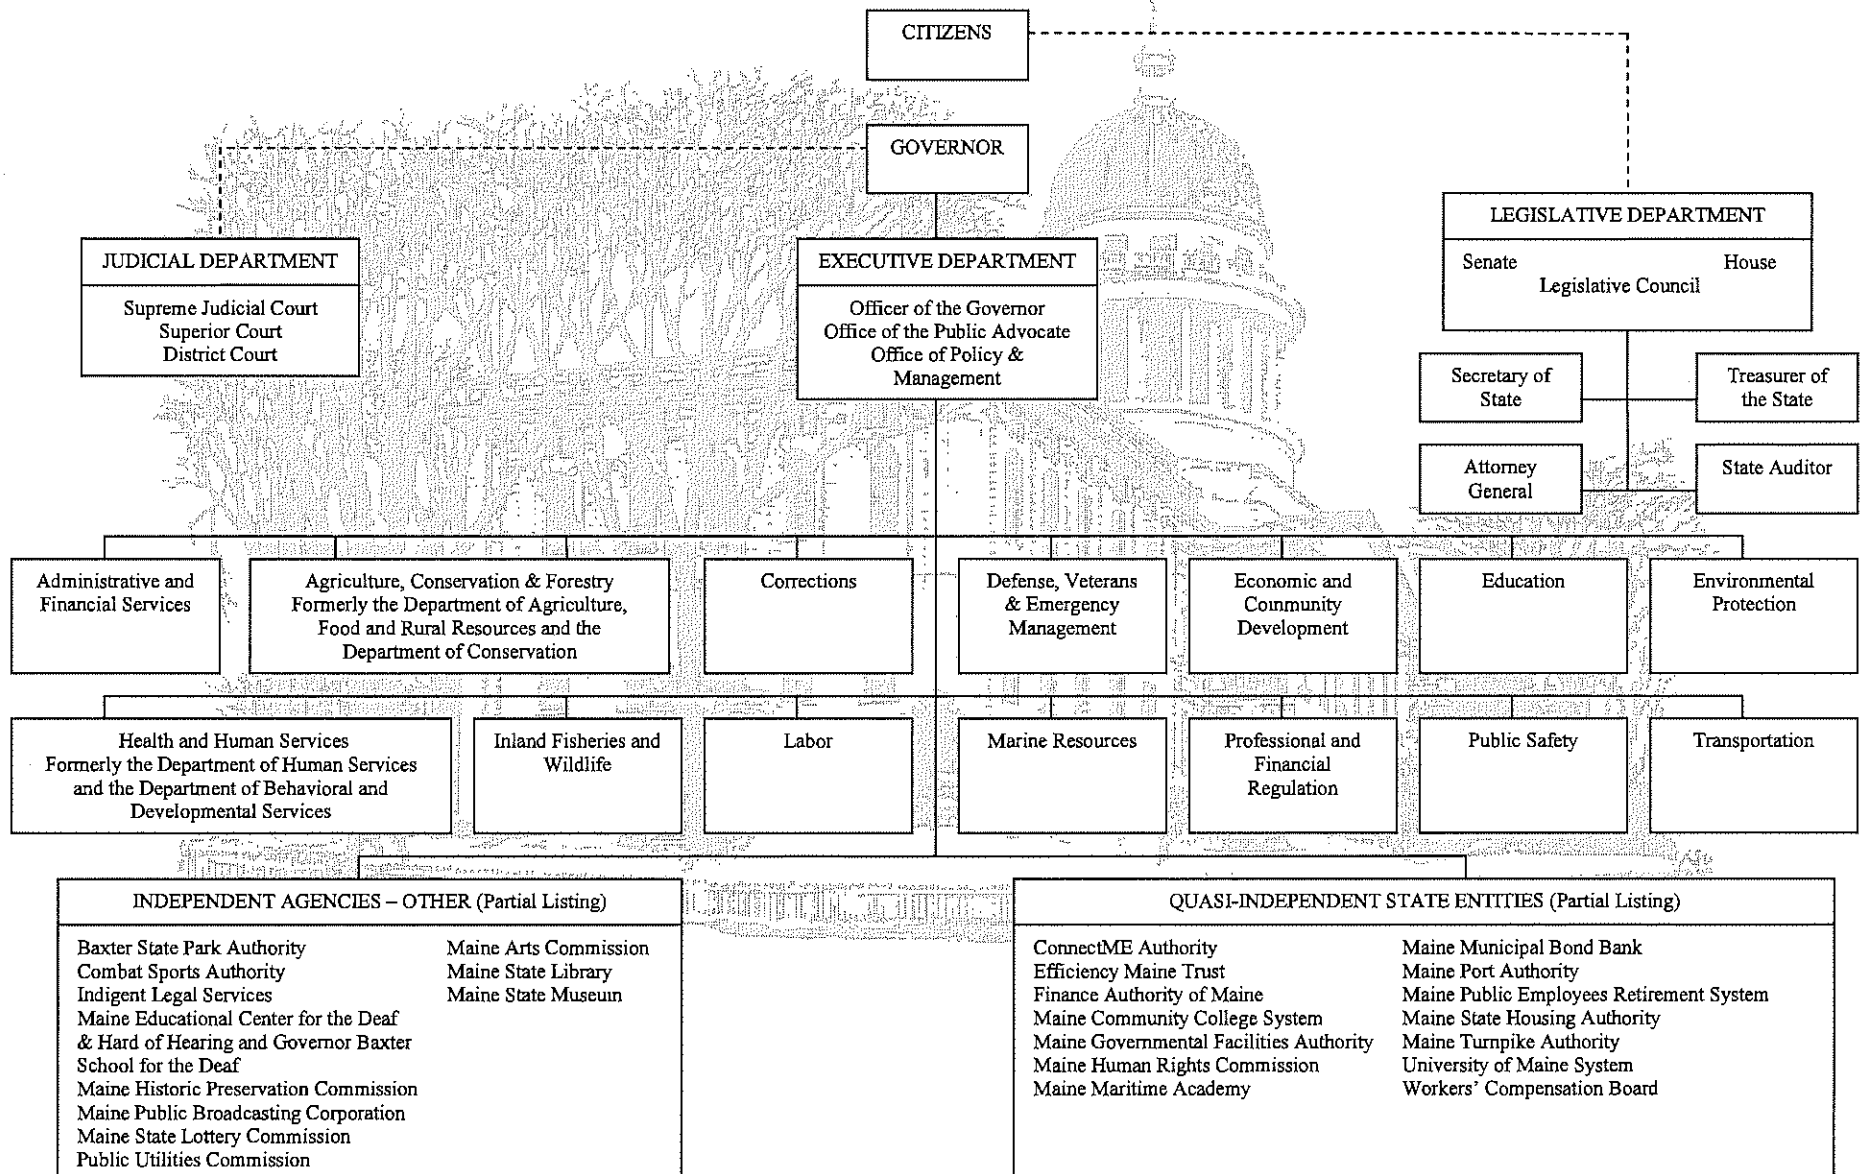 CITIZENS
GOVERNOR
JUDICIAL DEPARTMENT
Supreme Judicial Court
Superior Court
District Court
EXECUTIVE DEPARTMENT
Officer of the Governor
Office of the Public Advocate
Office of Policy &
Management
LEGISLATIVE DEPARTMENT
Senate House
Legislative Council
Secretary of
State
Treasurer of
the State
Attorney
General
State Auditor
Administrative and
Financial Services
Agriculture, Conservation & Forestry
Formerly the Department of Agriculture,
Food and Rural Resources and the
Department of Conservation
Corrections
Defense, Veterans
& Emergency
Management
Economic and
Community
Development
Education
Environmental
Protection
Health and Human Services
Formerly the Department of Human Services
and the Department of Behavioral and
Developmental Services
Inland Fisheries and
Wildlife
Labor
Marine Resources
Professional and
Financial
Regulation
Public Safety
Transportation
INDEPENDENT AGENCIES – OTHER (Partial Listing)
Baxter State Park Authority
Combat Sports Authority
Indigent Legal Services
Maine Educational Center for the Deaf
& Hard of Hearing and Governor Baxter
School for the Deaf
Maine Historic Preservation Commission
Maine Public Broadcasting Corporation
Maine State Lottery Commission
Public Utilities Commission
Maine Arts Commission
Maine State Library
Maine State Museum
QUASI-INDEPENDENT STATE ENTITIES (Partial Listing)
ConnectME Authority
Efficiency Maine Trust
Finance Authority of Maine
Maine Community College System
Maine Governmental Facilities Authority
Maine Human Rights Commission
Maine Maritime Academy
Maine Municipal Bond Bank
Maine Port Authority
Maine Public Employees Retirement System
Maine State Housing Authority
Maine Turnpike Authority
University of Maine System
Workers' Compensation Board